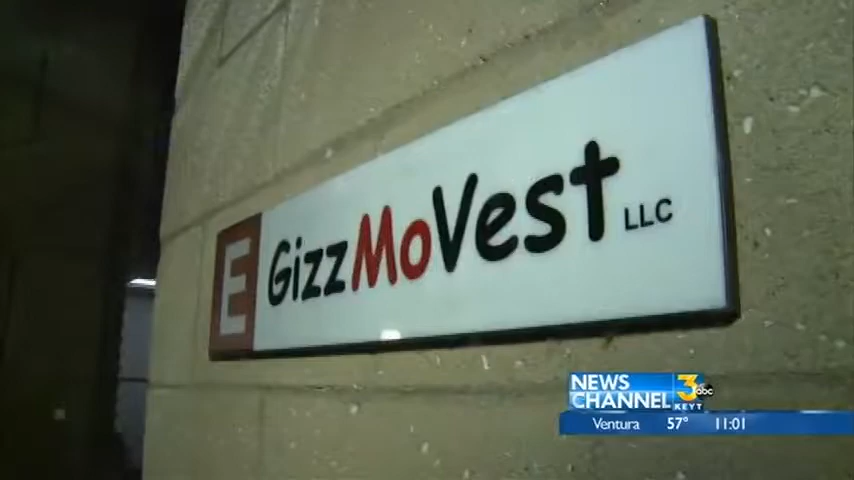 E GizzMoVest LLC
NEWS
CHANNEL 3 abc
KEYT
Ventura 57° 11:01